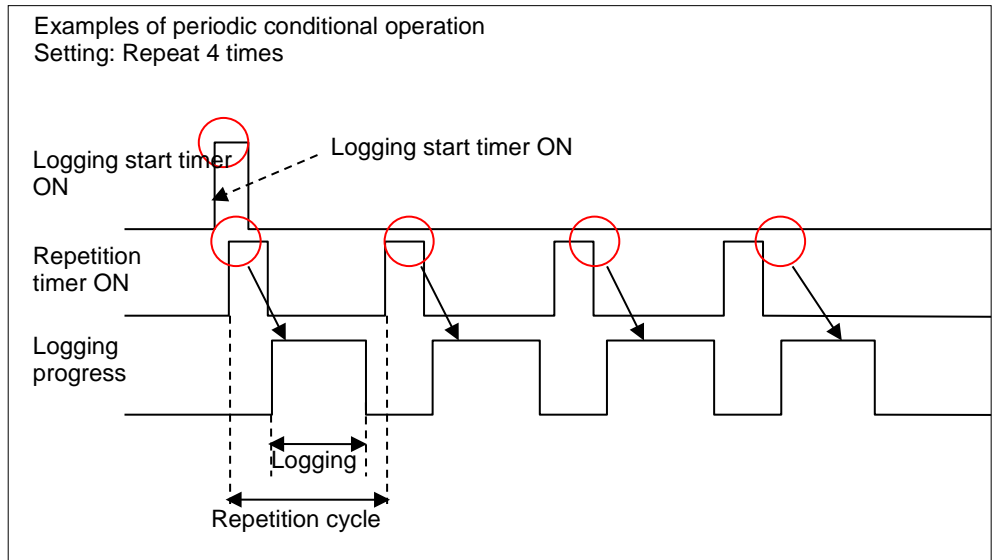 Examples of periodic conditional operation
Setting: Repeat 4 times
Logging start timer ON
Logging start timer
ON
Repetition
timer ON
Logging
progress
Logging
Repetition cycle